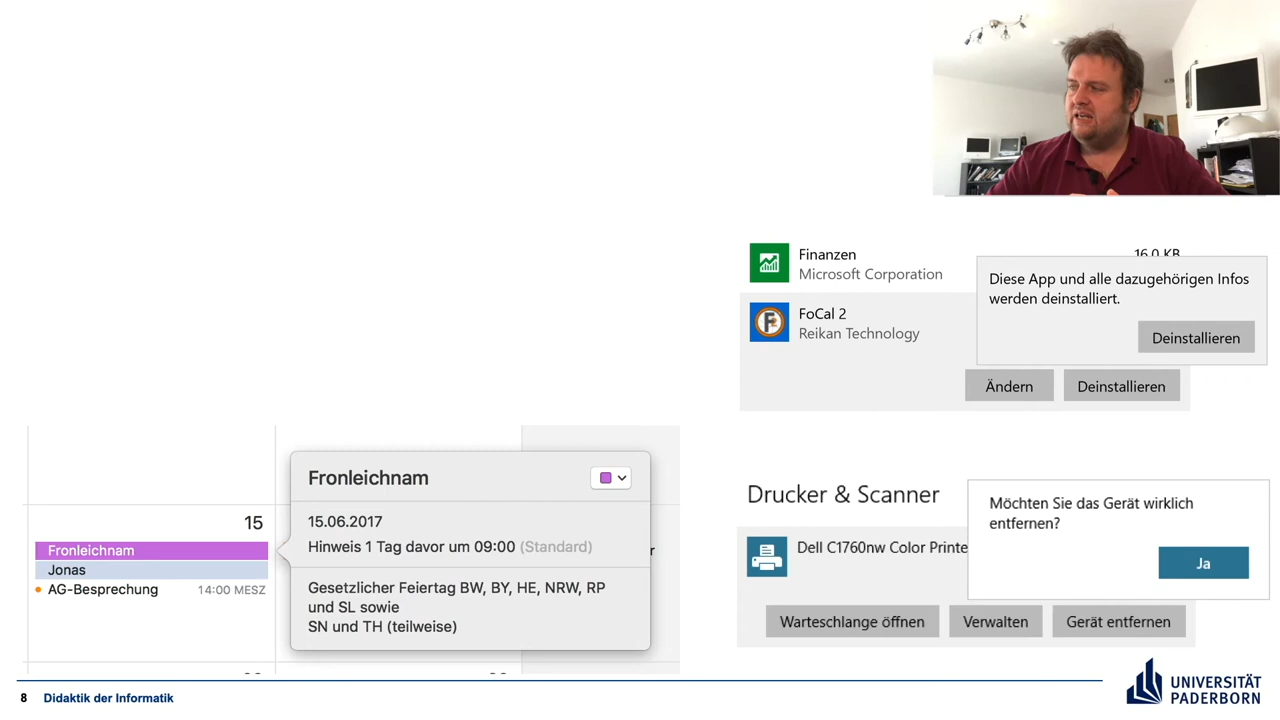 Finanzen
16,0 KB
Microsoft Corporation
Diese App und alle dazugehörigen Infos
werden deinstalliert.
FoCal 2
Reikan Technology
Deinstallieren
Ändern
Deinstallieren
Fronleichnam
15.06.2017
Hinweis 1 Tag davor um 09:00 (Standard)
Gesetzlicher Feiertag BW, BY, HE, NRW, RP
und SL sowie
SN und TH (teilweise)
15
Fronleichnam
Jonas
AG-Besprechung
14:00 MESZ
Drucker & Scanner
Möchten Sie das Gerät wirklich
entfernen?
Dell C1760nw Color Printe
Ja
Warteschlange öffnen
Verwalten
Gerät entfernen
8 Didaktik der Informatik
UNIVERSITÄT
PADERBORN